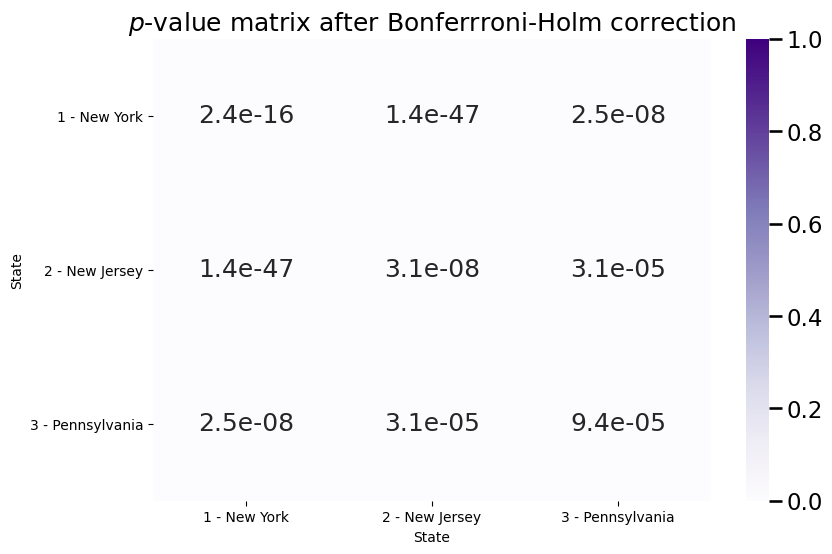 p-value matrix after Bonferrroni-Holm correction
1 - New York
2.4e-16 1.4e-47 2.5e-08
2 - New Jersey
1.4e-47 3.1e-08 3.1e-05
3 - Pennsylvania
2.5e-08 3.1e-05 9.4e-05
State
1 - New York 2 - New Jersey 3 - Pennsylvania
State
1.0
0.8
0.6
0.4
0.2
0.0